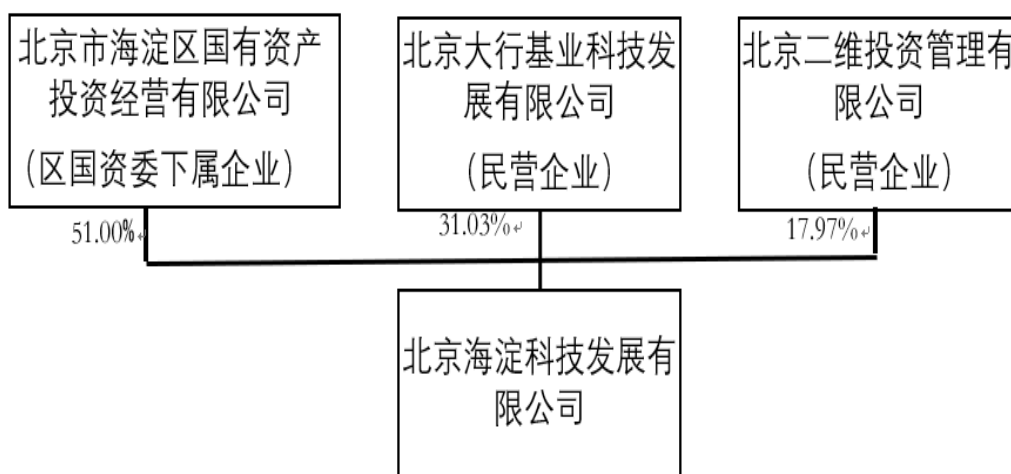 北京市海淀区国有资产
投资经营有限公司
（区国资委下属企业）
北京大行基业科技发
展有限公司
（民营企业）
北京二维投资管理有
限公司
（民营企业）
51.00%↵
31.03%↵
17.97%↵
北京海淀科技发展有
限公司